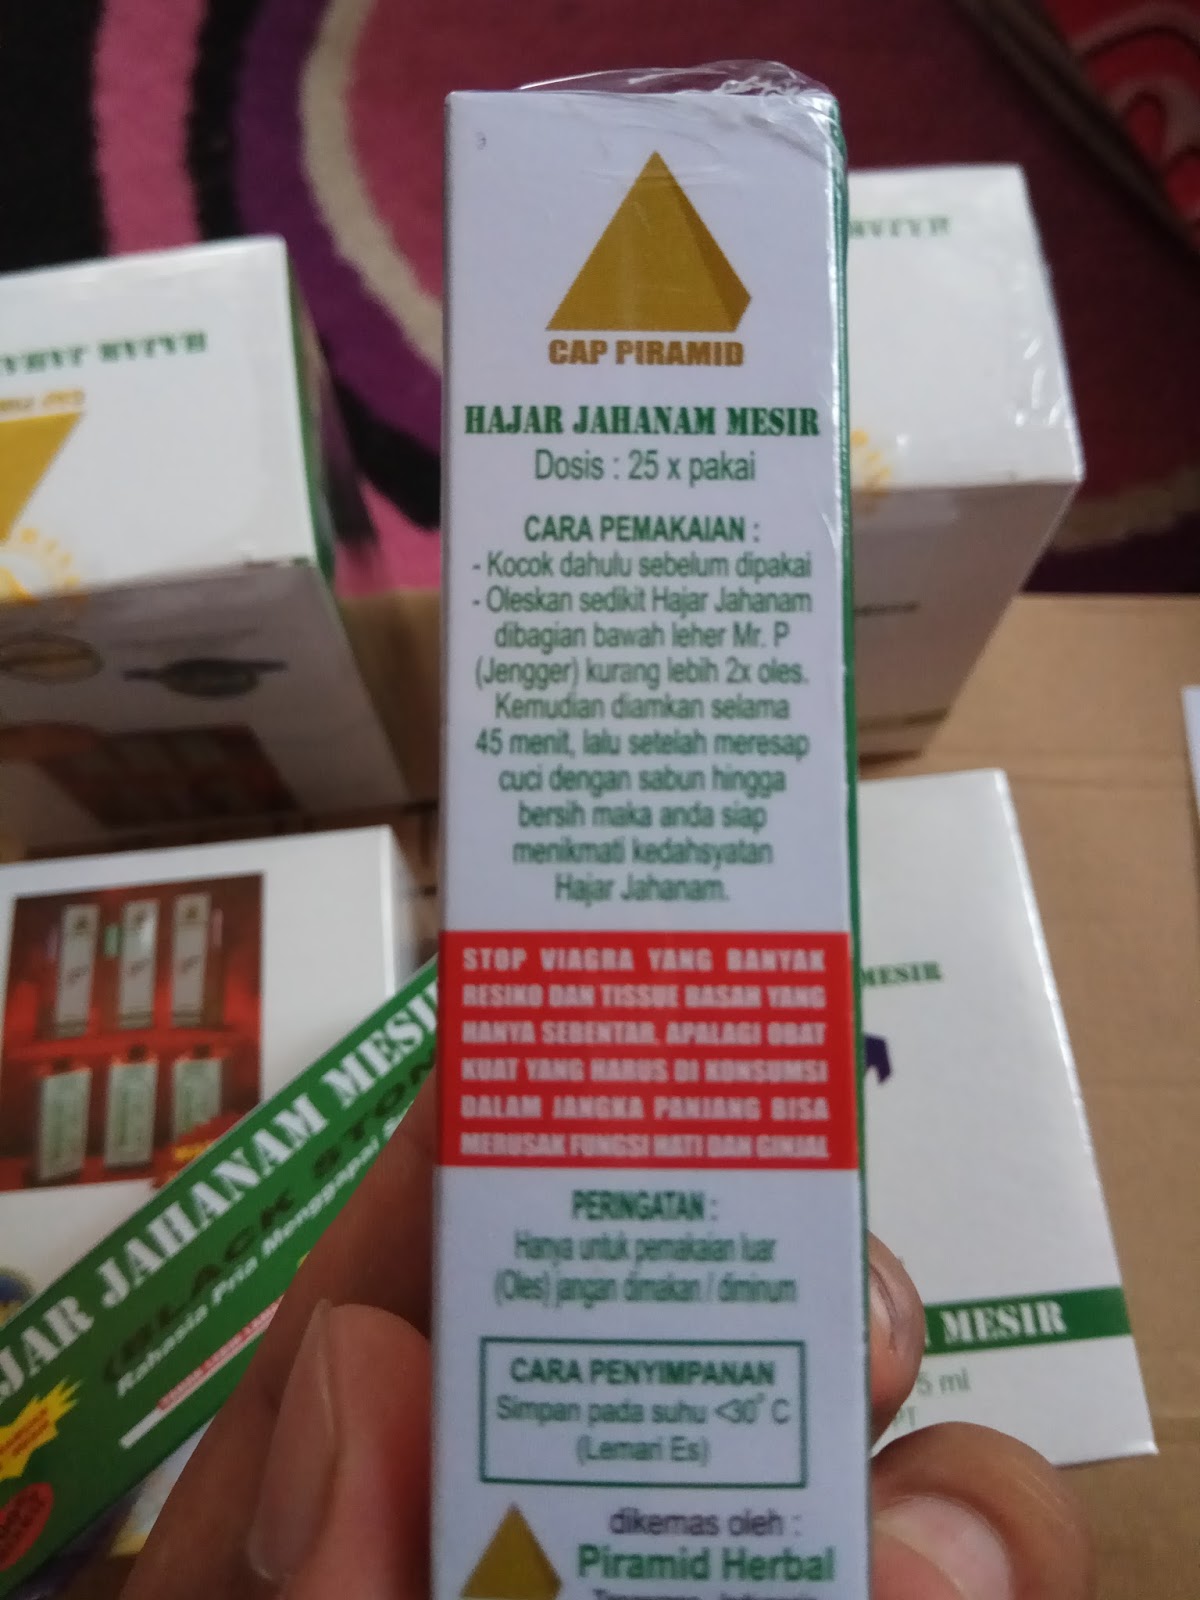 CAP PIRAMID
HAJAR JAHANAM MESIR
Dosis : 25 x pakai
CARA PEMAKAIAN :
- Kocok dahulu sebelum dipakai
- Oleskan sedikit Hajar Jahanam
dibagian bawah leher Mr. P
(Jengger) kurang lebih 2x oles.
Kemudian diamkan selama
45 menit, lalu setelah meresap
cuci dengan sabun hingga
bersih maka anda siap
menikmati kedahsyatan
Hajar Jahanam.
STOP VIAGRA YANG BANYAK
RESIKO DAN TISSUE BASAH YANG
HANYA SEBENTAR. APALAGI OBAT
KUAT YANG HARUS DI KONSUMSI
DALAM JANGKA PANJANG BISA
MERUSAK FUNGSI HATI DAN GINJAL
PERINGATAN :
Hanya untuk pemakaian luar
(Oles) jangan dimakan / diminum
CARA PENYIMPANAN
Simpan pada suhu <30° C
(Lemari Es)
dikemas oleh :
Piramid Herbal
JAR JAHANAM MESI
BLACK STON
Rahasia Pria Menggapai S
HAJAR JAHA
MESIR
MESIR
5 ml